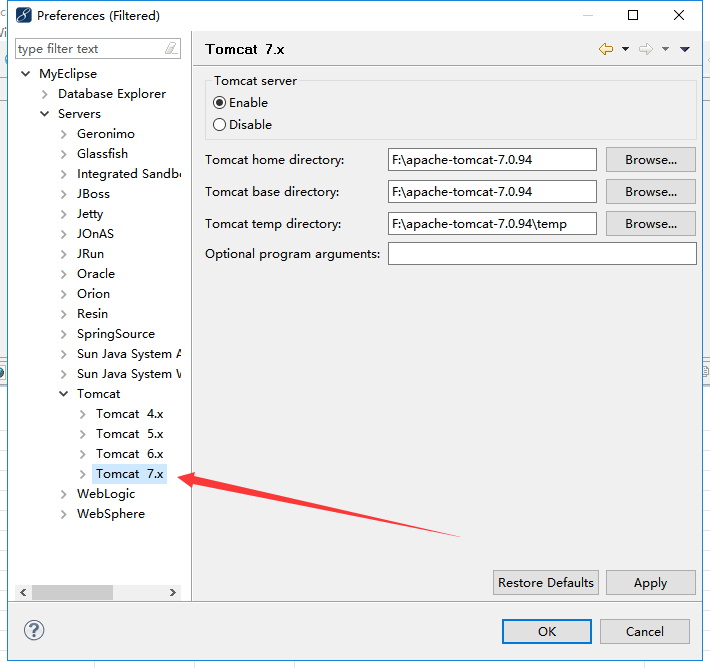 Preferences (Filtered)
type filter text
MyEclipse
Database Explorer
Servers
Geronimo
Glassfish
Integrated Sandbo
JBoss
Jetty
JOnAS
JRun
Oracle
Orion
Resin
SpringSource
Sun Java System A
Sun Java System W
Tomcat
Tomcat 4.x
Tomcat 5.x
Tomcat 6.x
Tomcat 7.x
WebLogic
WebSphere
Tomcat 7.x
Tomcat server
Enable
Disable
Tomcat home directory: F:\apache-tomcat-7.0.94 Browse...
Tomcat base directory: F:\apache-tomcat-7.0.94 Browse...
Tomcat temp directory: F:\apache-tomcat-7.0.94\temp Browse...
Optional program arguments:
Restore Defaults Apply
OK Cancel